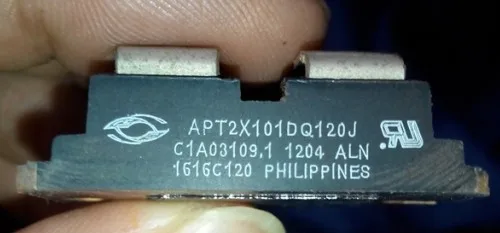 APT2X101DQ120J
C1A03109.1 1204 ALN
1616C120 PHILIPPINES